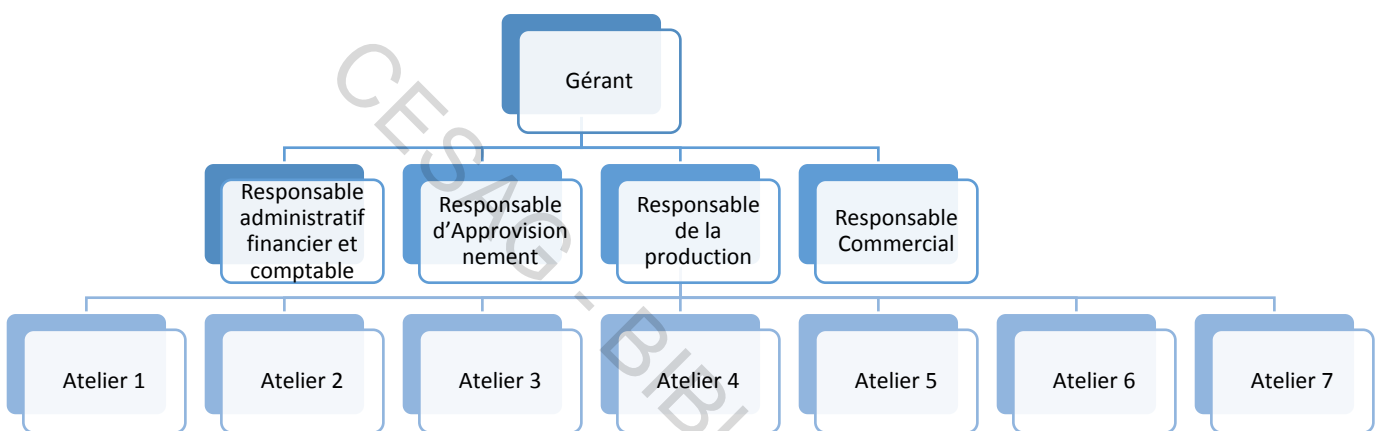 Gérant
Responsable
administratif
financier et
comptable
Responsable
d’Approvision
nement
Responsable
de la
production
Responsable
Commercial
Atelier 1
Atelier 2
Atelier 3
Atelier 4
Atelier 5
Atelier 6
Atelier 7
CESAG - BIBL